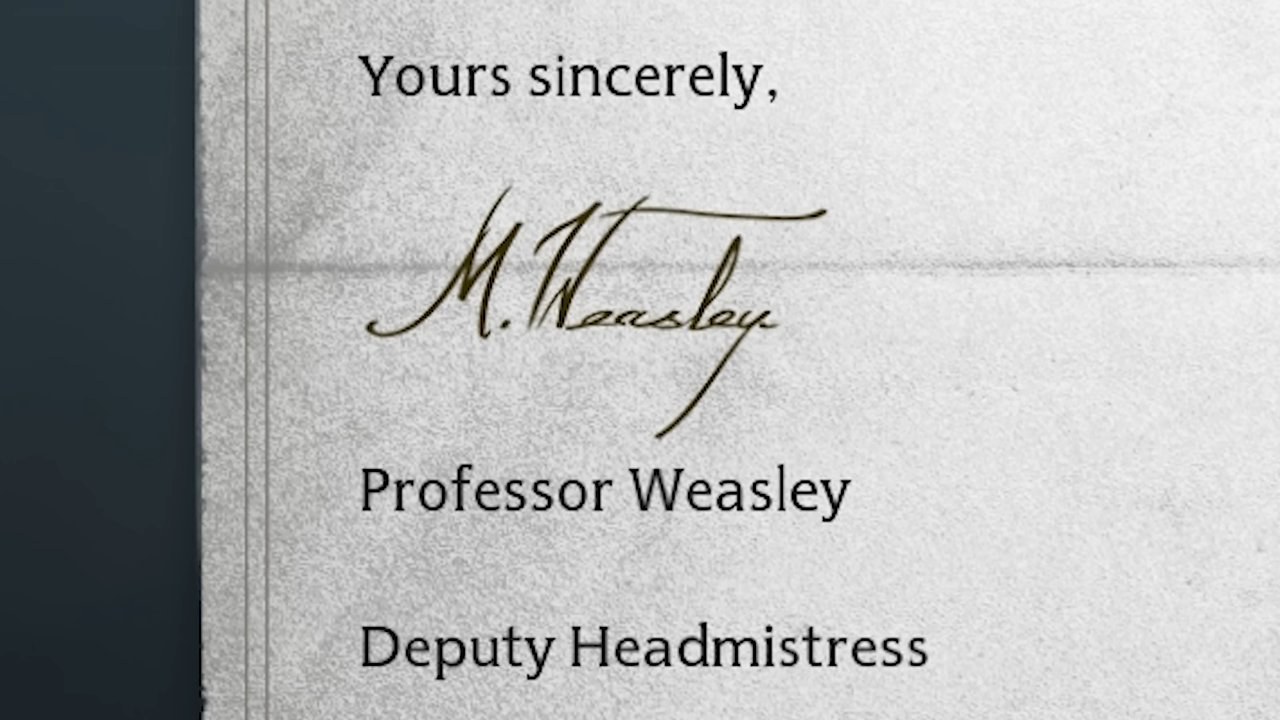 Yours sincerely,
M. Weasley
Professor Weasley
Deputy Headmistress